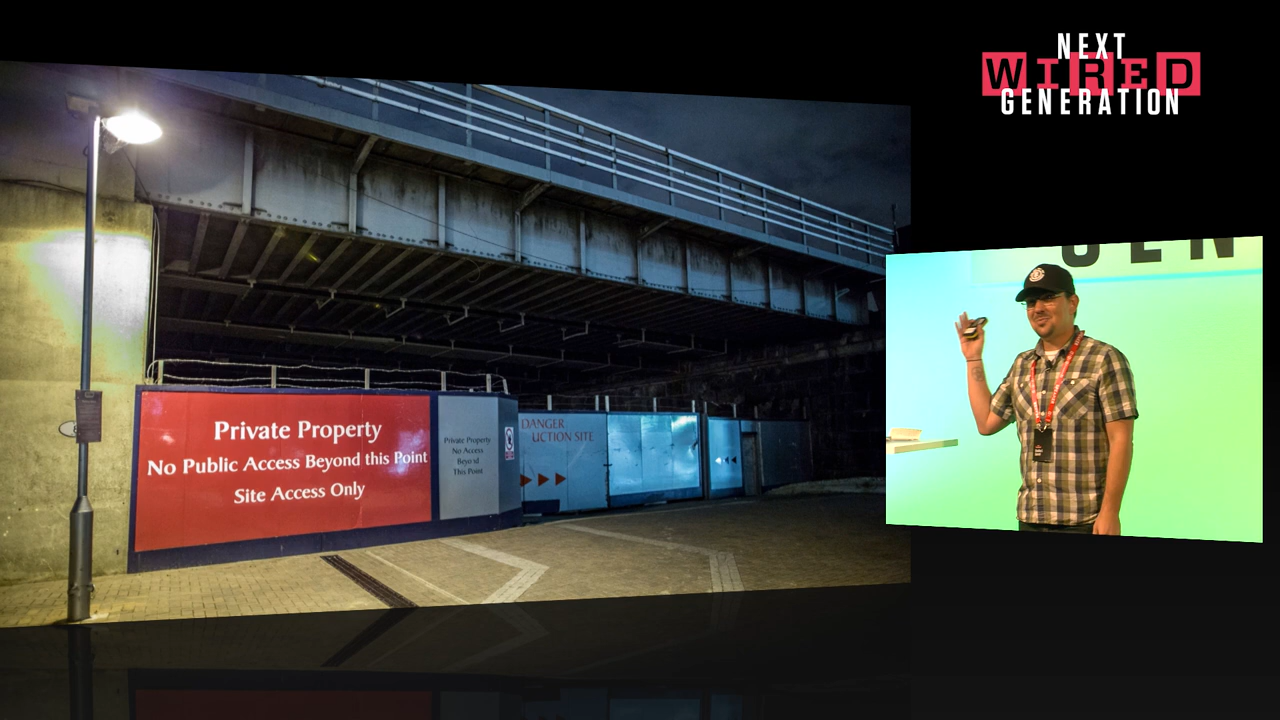 NEXT
WIRED
GENERATION
GEN
Private Property
No Public Access Beyond this Point
Site Access Only
Private Property
No Access
Beyond
This Point
DANGER
UCTION SITE